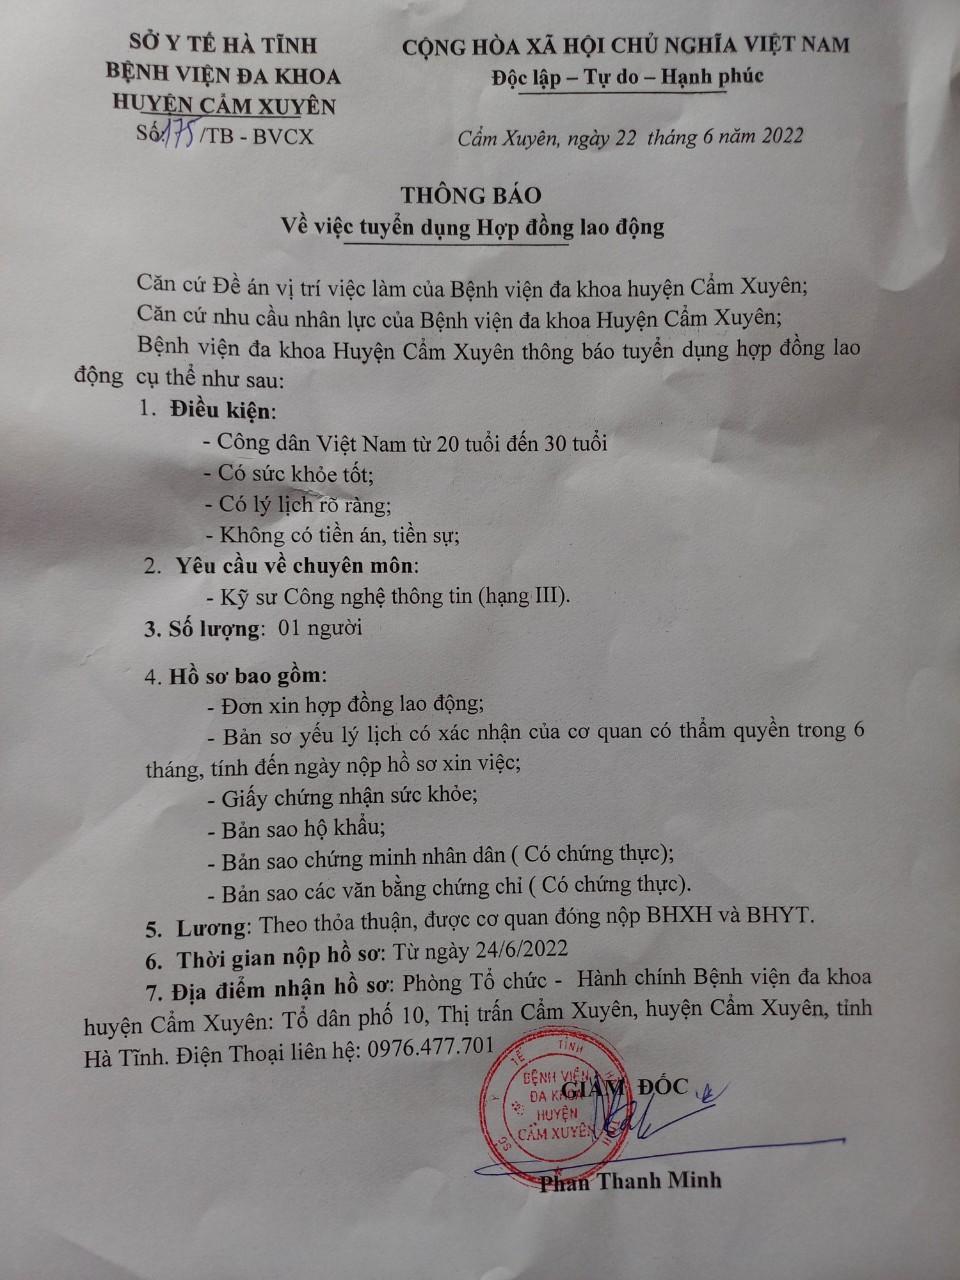 SỞ Y TẾ HÀ TĨNH
BỆNH VIỆN ĐA KHOA
HUYỆN CẨM XUYÊN
Số:175/TB - BVCX
CỘNG HÒA XÃ HỘI CHỦ NGHĨA VIỆT NAM
Độc lập – Tự do – Hạnh phúc
Cẩm Xuyên, ngày 22 tháng 6 năm 2022
THÔNG BÁO
Về việc tuyển dụng Hợp đồng lao động
Căn cứ Đề án vị trí việc làm của Bệnh viện đa khoa huyện Cẩm Xuyên;
Căn cứ nhu cầu nhân lực của Bệnh viện đa khoa Huyện Cẩm Xuyên;
Bệnh viện đa khoa Huyện Cẩm Xuyên thông báo tuyển dụng hợp đồng lao
động cụ thể như sau:
1. Điều kiện:
- Công dân Việt Nam từ 20 tuổi đến 30 tuổi
- Có sức khỏe tốt;
- Có lý lịch rõ ràng;
- Không có tiền án, tiền sự;
2. Yêu cầu về chuyên môn:
- Kỹ sư Công nghệ thông tin (hạng III).
3. Số lượng: 01 người
4. Hồ sơ bao gồm:
- Đơn xin hợp đồng lao động;
- Bản sơ yếu lý lịch có xác nhận của cơ quan có thẩm quyền trong 6
tháng, tính đến ngày nộp hồ sơ xin việc;
- Giấy chứng nhận sức khỏe;
- Bản sao hộ khẩu;
- Bản sao chứng minh nhân dân ( Có chứng thực);
- Bản sao các văn bằng chứng chỉ ( Có chứng thực).
5. Lương: Theo thỏa thuận, được cơ quan đóng nộp BHXH và BHYT.
6. Thời gian nộp hồ sơ: Từ ngày 24/6/2022
7. Địa điểm nhận hồ sơ: Phòng Tổ chức - Hành chính Bệnh viện đa khoa
huyện Cẩm Xuyên: Tổ dân phố 10, Thị trấn Cẩm Xuyên, huyện Cẩm Xuyên, tỉnh
Hà Tĩnh. Điện Thoại liên hệ: 0976.477.701
GIÁM ĐỐC
SỞ Y TẾ TỈNH
BỆNH VIỆN
ĐA KHOA
HUYỆN
CẨM XUYÊN
Phan Thanh Minh